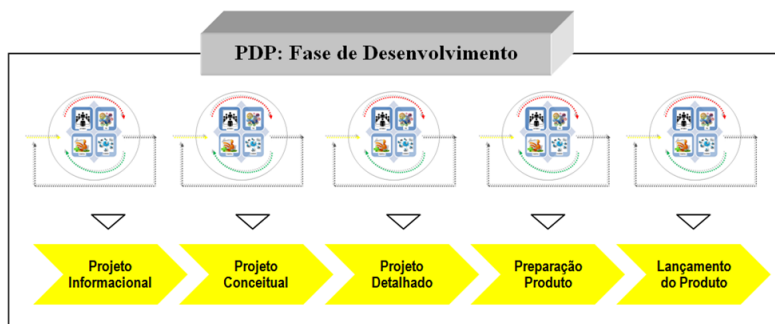 PDP: Fase de Desenvolvimento
Projeto
Informacional
Projeto
Conceitual
Projeto
Detalhado
Preparação
Produto
Lançamento
do Produto